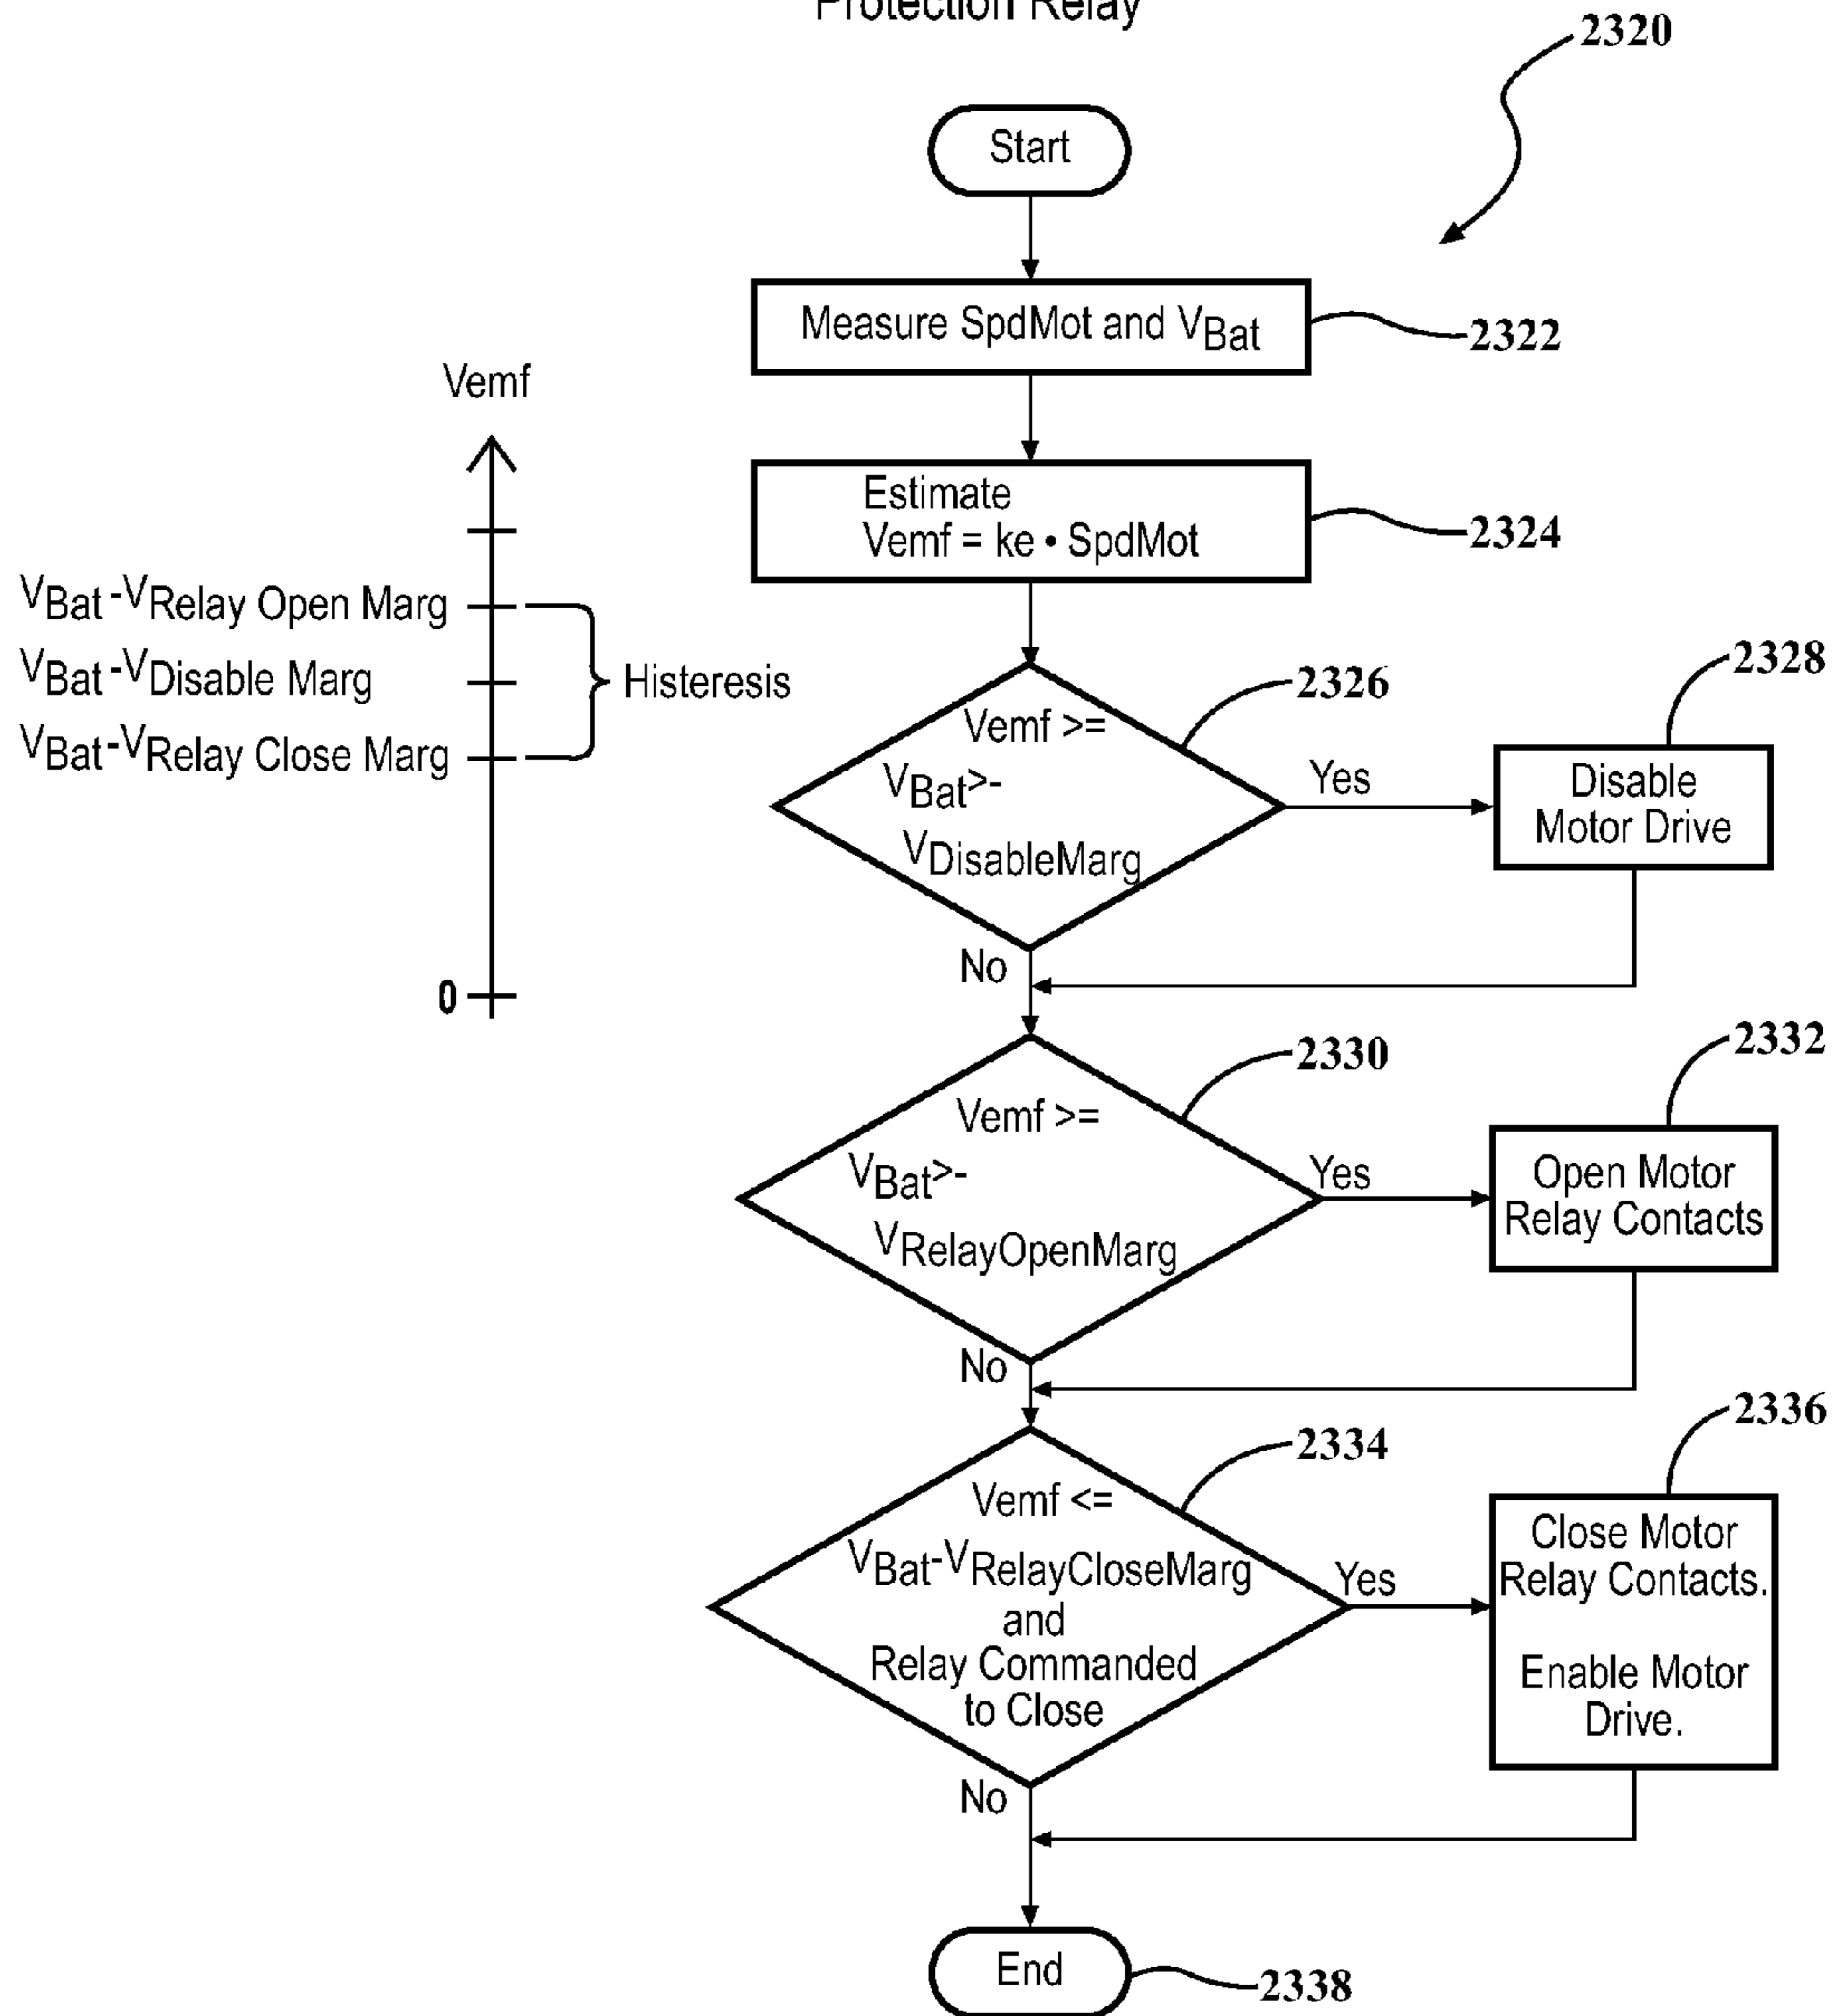 Protection Relay
2320
Start
Measure SpdMot and VBat
2322
Estimate
Vemf = ke • SpdMot
2324
Vemf
VBat -VRelay Open Marg
VBat -VDisable Marg
VBat-VRelay Close Marg
Histeresis
0
Vemf >=
VBat>-
VDisableMarg
2326
Yes
Disable
Motor Drive
2328
No
Vemf >=
VBat>-
VRelayOpenMarg
2330
Yes
Open Motor
Relay Contacts
2332
No
Vemf <=
VBat-VRelayCloseMarg
and
Relay Commanded
to Close
2334
Yes
Close Motor
Relay Contacts.
Enable Motor
Drive.
2336
No
End
2338